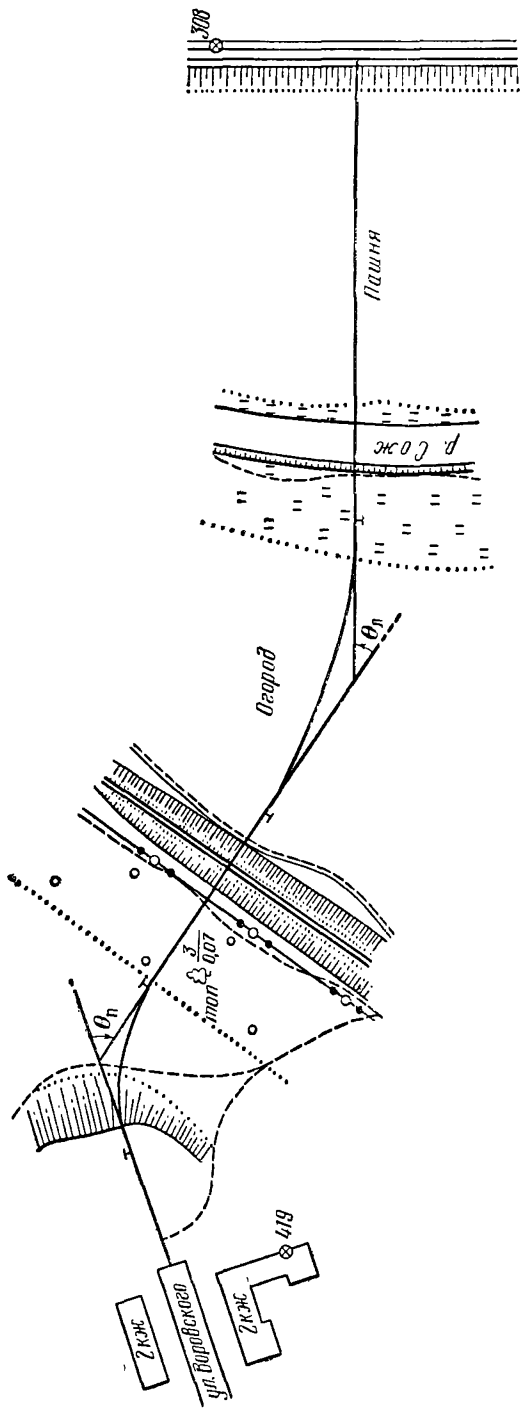 308
Пашня
р. Сож
θп
Огород
топ. 3/0,07
θп
419
2кж
ул. Воровского
2кж